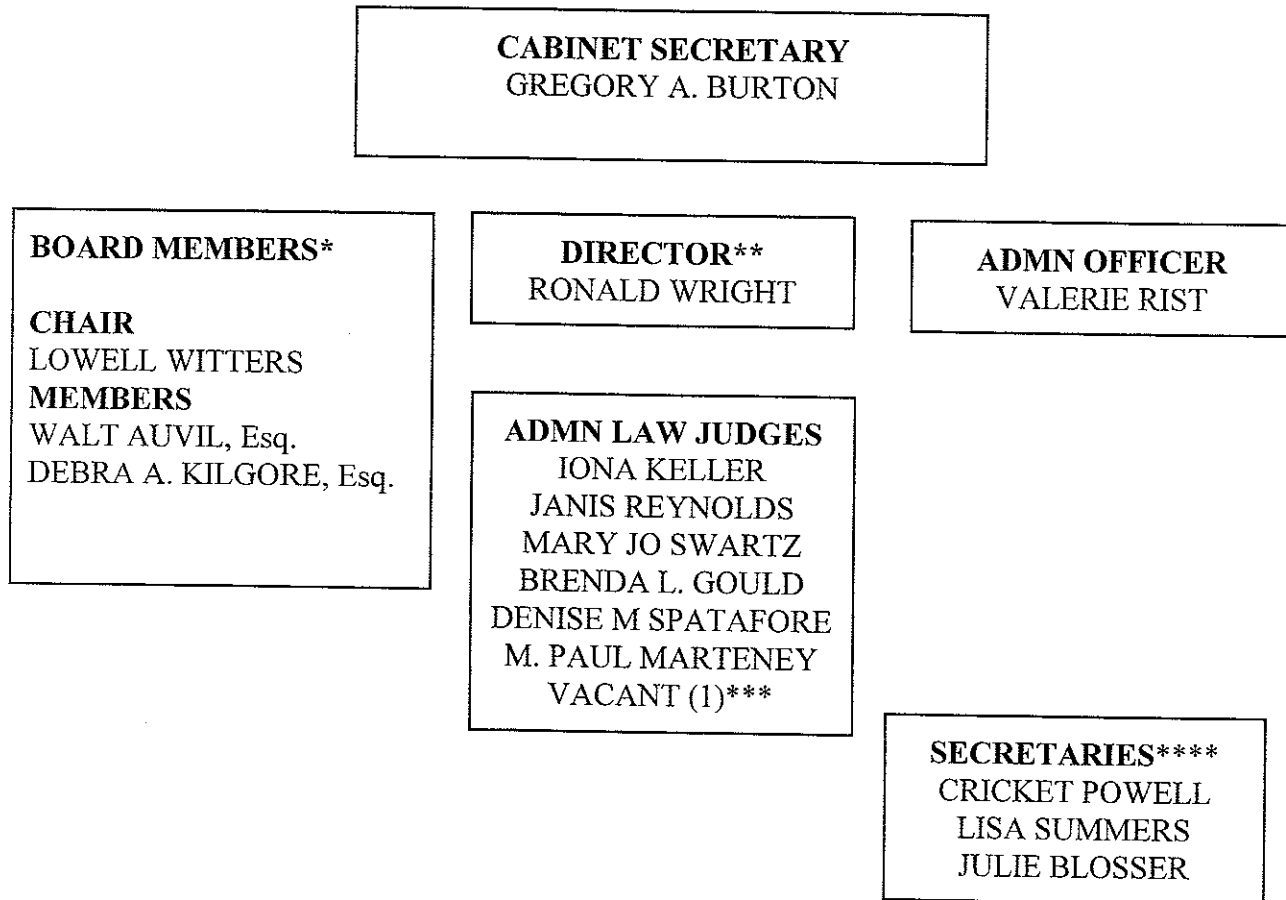 CABINET SECRETARY
GREGORY A. BURTON
BOARD MEMBERS*
CHAIR
LOWELL WITTERS
MEMBERS
WALT AUVIL, Esq.
DEBRA A. KILGORE, Esq.
DIRECTOR**
RONALD WRIGHT
ADMN OFFICER
VALERIE RIST
ADMN LAW JUDGES
IONA KELLER
JANIS REYNOLDS
MARY JO SWARTZ
BRENDA L. GOULD
DENISE M SPATAFORE
M. PAUL MARTENEY
VACANT (1)***
SECRETARIES****
CRICKET POWELL
LISA SUMMERS
JULIE BLOSSER